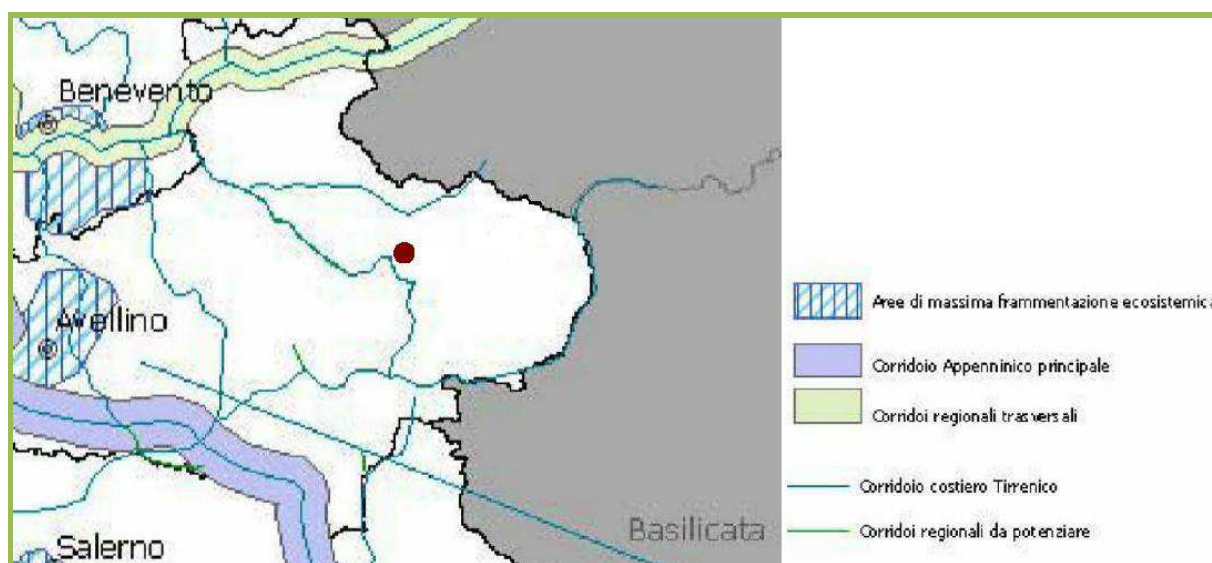 Benevento
Avellino
Salerno
Basilicata
Aree di massima frammentazione ecosistemica
Corridoio Appenninico principale
Corridoi regionali trasversali
Corridoio costiero Tirrenico
Corridoi regionali da potenziare